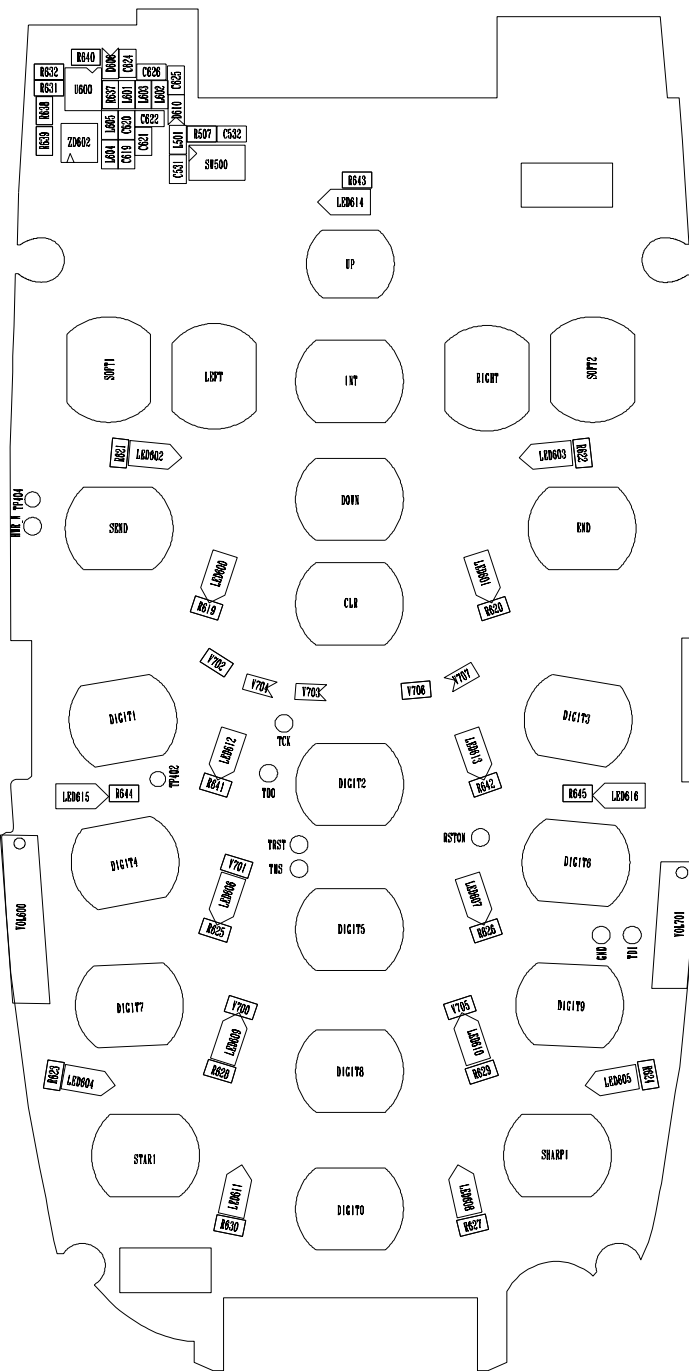 R640
D606
C624
R632
C626
C625
R631
U600
R637
L601
L603
L602
R638
D610
L605
C620
C622
R639
ZD602
C621
L501
R507
C532
L604
C619
C531
SW500
R643
LED614
UP
SOFT1
LEFT
INT
RIGHT
SOFT2
R621
LED602
LED603
R622
TP404
SEND
DOWN
END
LED600
LED601
R619
CLR
R620
V702
V704
V703
V706
V707
DIGIT1
DIGIT3
TCK
LED612
LED613
TP402
TDO
R641
DIGIT2
R642
LED615
R644
R645
LED616
TRST
RSTON
DIGIT4
V701
TMS
DIGIT6
LED606
LED607
VOL600
R625
DIGIT5
R626
VOL701
GND
TDI
DIGIT7
V700
V705
DIGIT9
LED609
LED610
R623
LED604
R628
DIGIT8
R629
LED605
R624
STAR1
SHARP1
LED611
LED608
R630
DIGIT0
R627